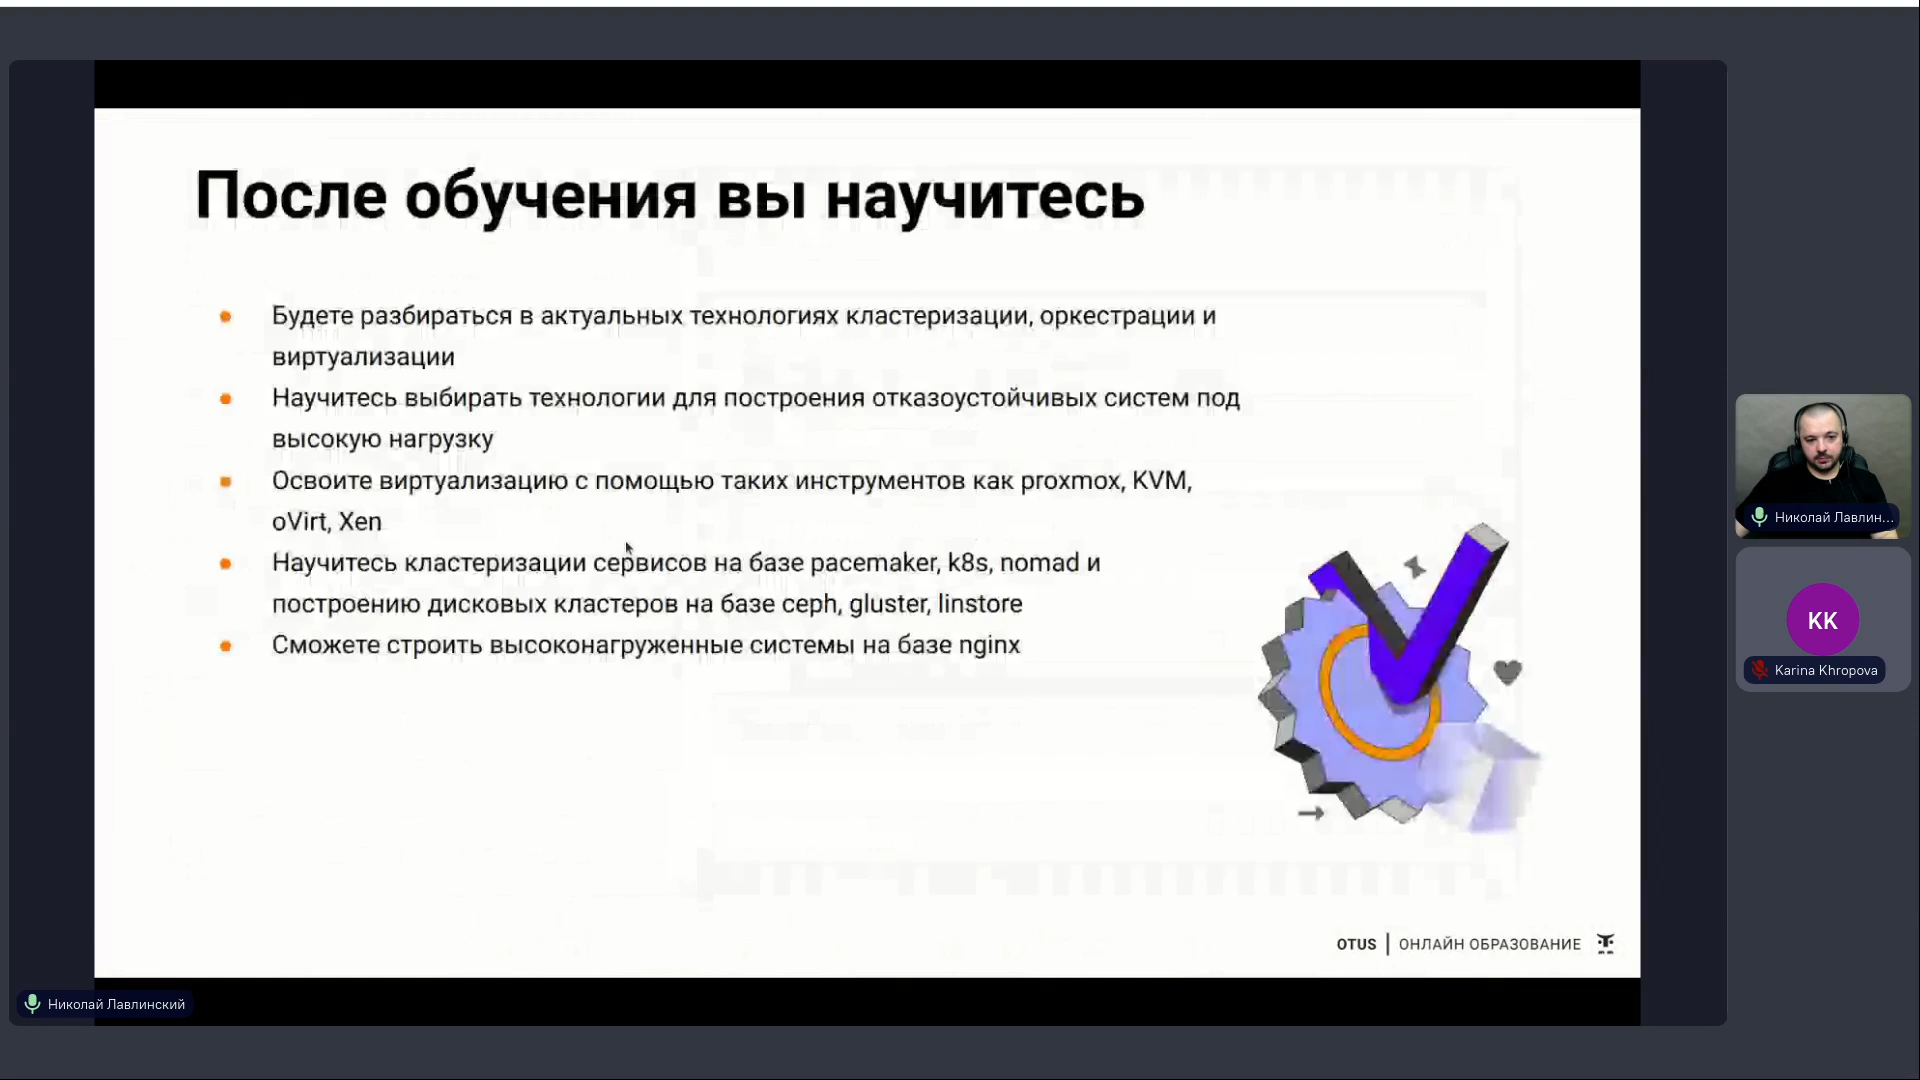 После обучения вы научитесь
Будете разбираться в актуальных технологиях кластеризации, оркестрации и
виртуализации
Научитесь выбирать технологии для построения отказоустойчивых систем под
высокую нагрузку
Освоите виртуализацию с помощью таких инструментов как proxmox, KVM,
oVirt, Xen
Научитесь кластеризации сервисов на базе pacemaker, k8s, nomad и
построению дисковых кластеров на базе ceph, gluster, linstore
Сможете строить высоконагруженные системы на базе nginx
OTUS | ОНЛАЙН ОБРАЗОВАНИЕ
Николай Лавлинский
Николай Лавлин...
KK
Karina Khropova